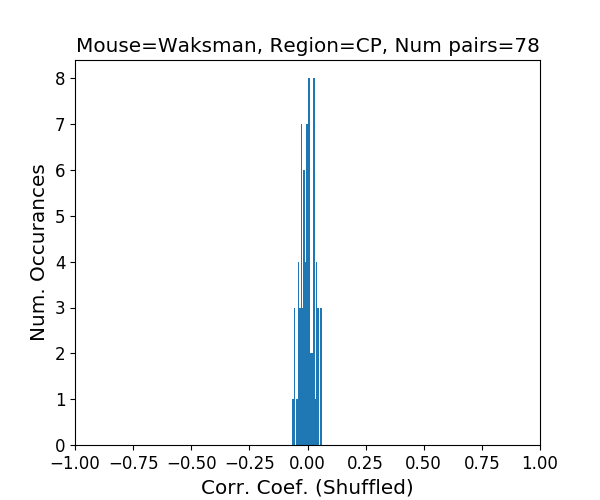 Mouse=Waksman, Region=CP, Num pairs=78
8
7
6
5
4
3
2
1
0
Num. Occurances
−1.00 −0.75 −0.50 −0.25 0.00 0.25 0.50 0.75 1.00
Corr. Coef. (Shuffled)